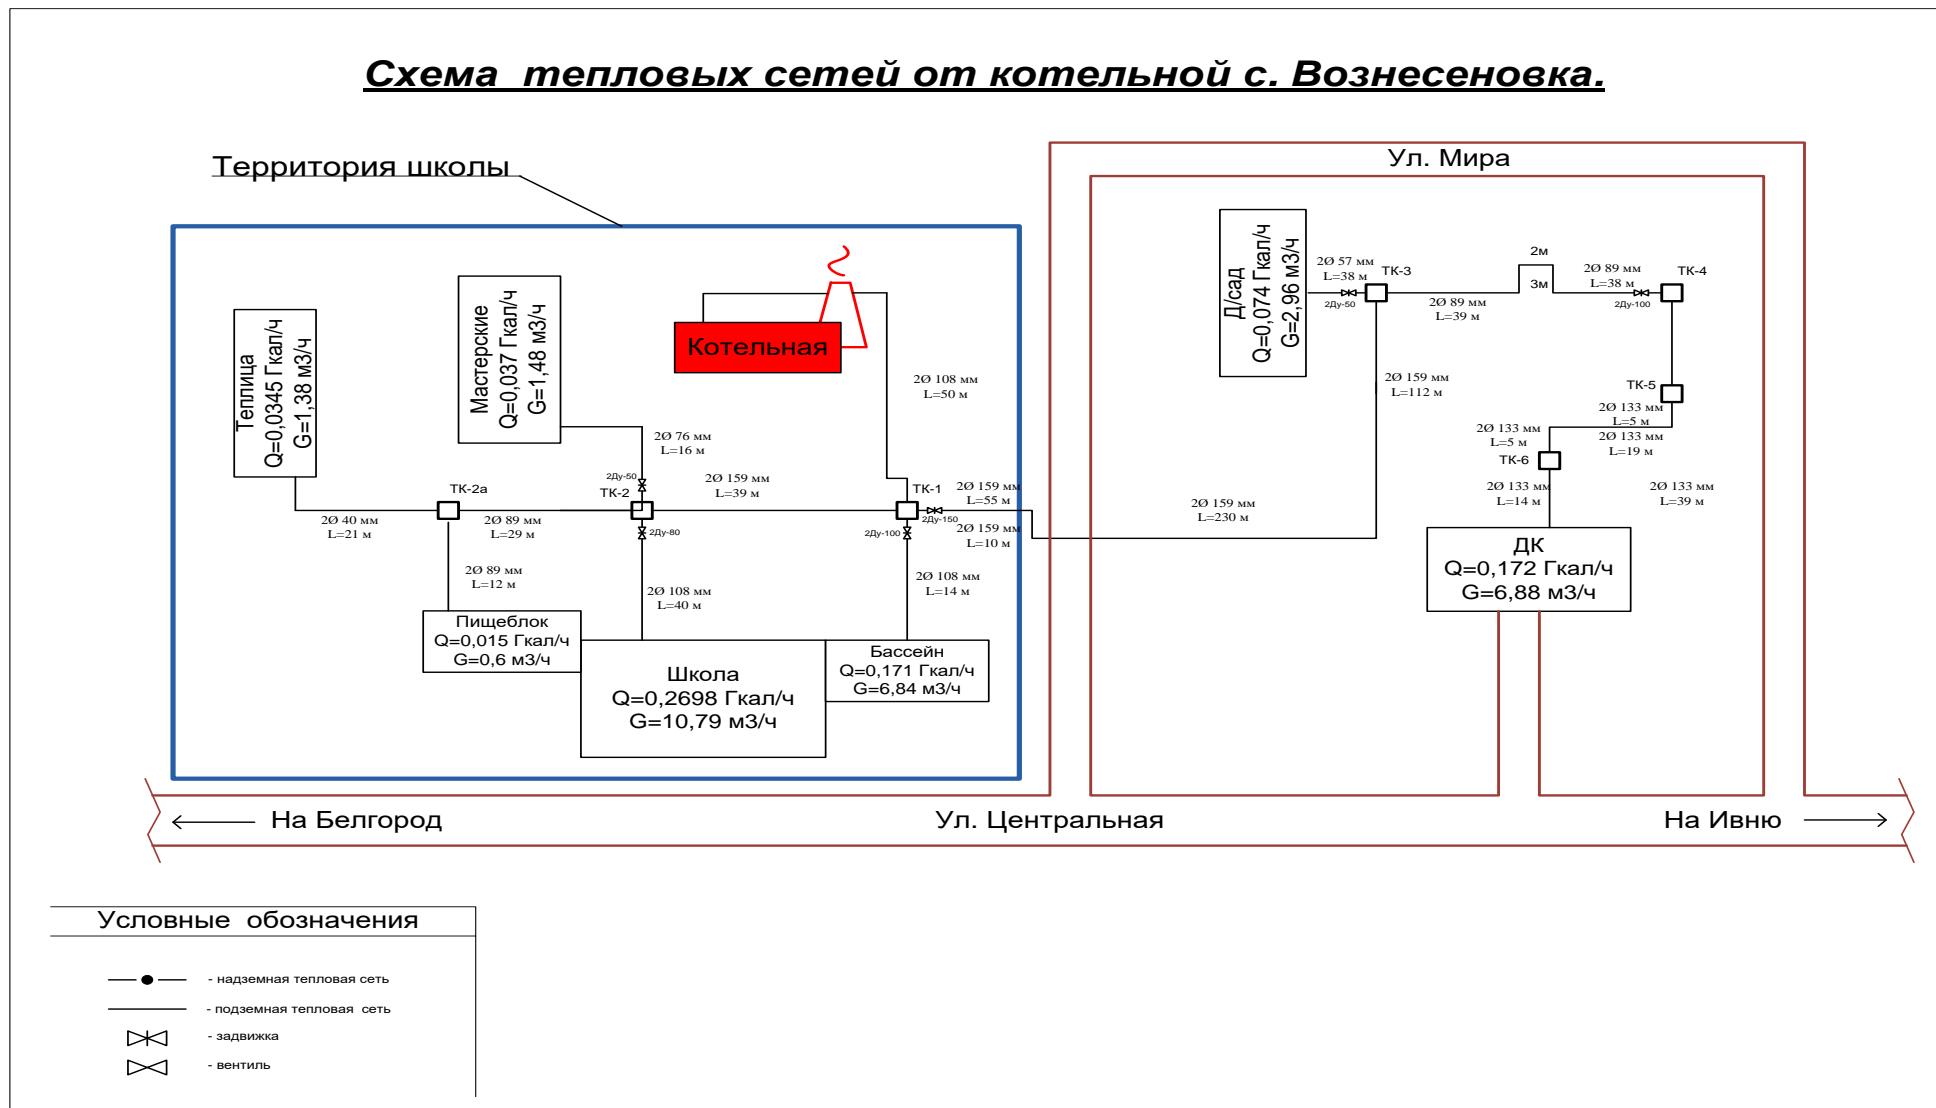 Схема тепловых сетей от котельной с. Вознесеновка.
Территория школы
Ул. Мира
Теплица
Q=0,0345 Гкал/ч
G=1,38 м3/ч
Мастерские
Q=0,037 Гкал/ч
G=1,48 м3/ч
Котельная
2Ø 108 мм
L=50 м
2Ø 76 мм
L=16 м
2Ду-50
ТК-2а
ТК-2
2Ø 159 мм
L=39 м
ТК-1
2Ø 159 мм
L=55 м
2Ду-150
2Ø 159 мм
L=10 м
2Ø 40 мм
L=21 м
2Ø 89 мм
L=29 м
2Ду-80
2Ду-100
2Ø 89 мм
L=12 м
2Ø 108 мм
L=40 м
2Ø 108 мм
L=14 м
Пищеблок
Q=0,015 Гкал/ч
G=0,6 м3/ч
Школа
Q=0,2698 Гкал/ч
G=10,79 м3/ч
Бассейн
Q=0,171 Гкал/ч
G=6,84 м3/ч
Д/сад
Q=0,074 Гкал/ч
G=2,96 м3/ч
2Ø 57 мм
L=38 м
2Ду-50
ТК-3
2Ø 89 мм
L=39 м
2м
3м
2Ø 89 мм
L=38 м
2Ду-100
ТК-4
2Ø 159 мм
L=112 м
ТК-5
2Ø 133 мм
L=5 м
2Ø 133 мм
L=5 м
2Ø 133 мм
L=19 м
ТК-6
2Ø 133 мм
L=14 м
2Ø 133 мм
L=39 м
2Ø 159 мм
L=230 м
ДК
Q=0,172 Гкал/ч
G=6,88 м3/ч
На Белгород
Ул. Центральная
На Ивню
Условные обозначения
- надземная тепловая сеть
- подземная тепловая сеть
- задвижка
- вентиль